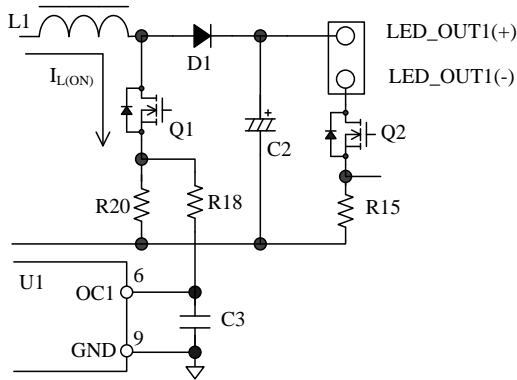 L1
LED_OUT1(+)
D1
I_L(ON)
LED_OUT1(-)
Q1
Q2
C2
R20
R18
R15
U1
6
OC1
C3
9
GND